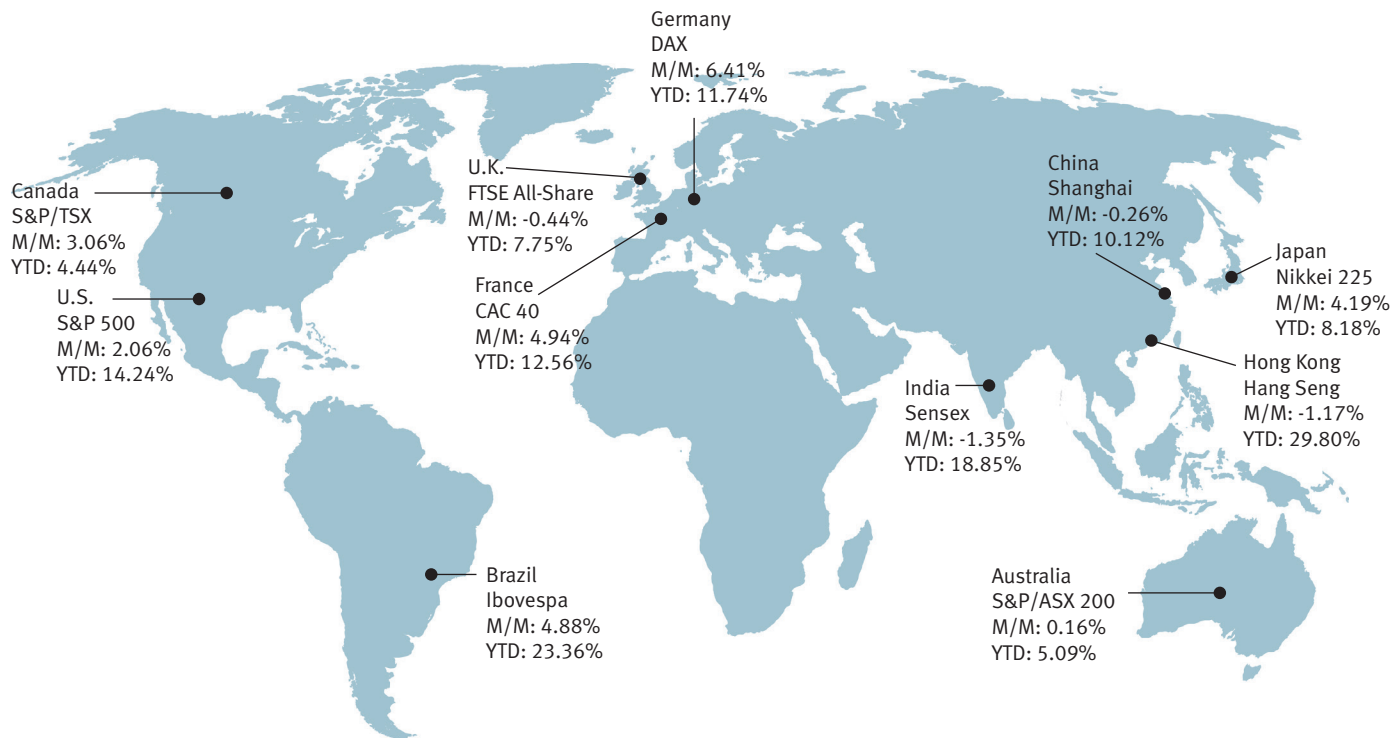 Germany
DAX
M/M: 6.41%
YTD: 11.74%
Canada
S&P/TSX
M/M: 3.06%
YTD: 4.44%
U.S.
S&P 500
M/M: 2.06%
YTD: 14.24%
U.K.
FTSE All-Share
M/M: -0.44%
YTD: 7.75%
France
CAC 40
M/M: 4.94%
YTD: 12.56%
China
Shanghai
M/M: -0.26%
YTD: 10.12%
Japan
Nikkei 225
M/M: 4.19%
YTD: 8.18%
Hong Kong
Hang Seng
M/M: -1.17%
YTD: 29.80%
India
Sensex
M/M: -1.35%
YTD: 18.85%
Brazil
Ibovespa
M/M: 4.88%
YTD: 23.36%
Australia
S&P/ASX 200
M/M: 0.16%
YTD: 5.09%